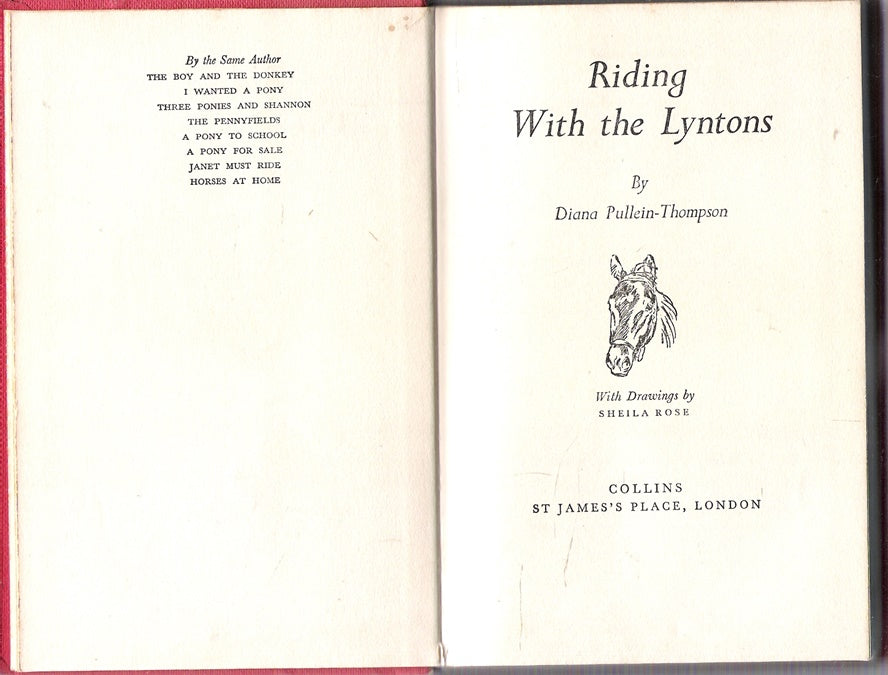 By the Same Author
THE BOY AND THE DONKEY
I WANTED A PONY
THREE PONIES AND SHANNON
THE PENNYFIELDS
A PONY TO SCHOOL
A PONY FOR SALE
JANET MUST RIDE
HORSES AT HOME
Riding
With the Lyntons
By
Diana Pullein-Thompson
With Drawings by
SHEILA ROSE
COLLINS
ST JAMES'S PLACE, LONDON